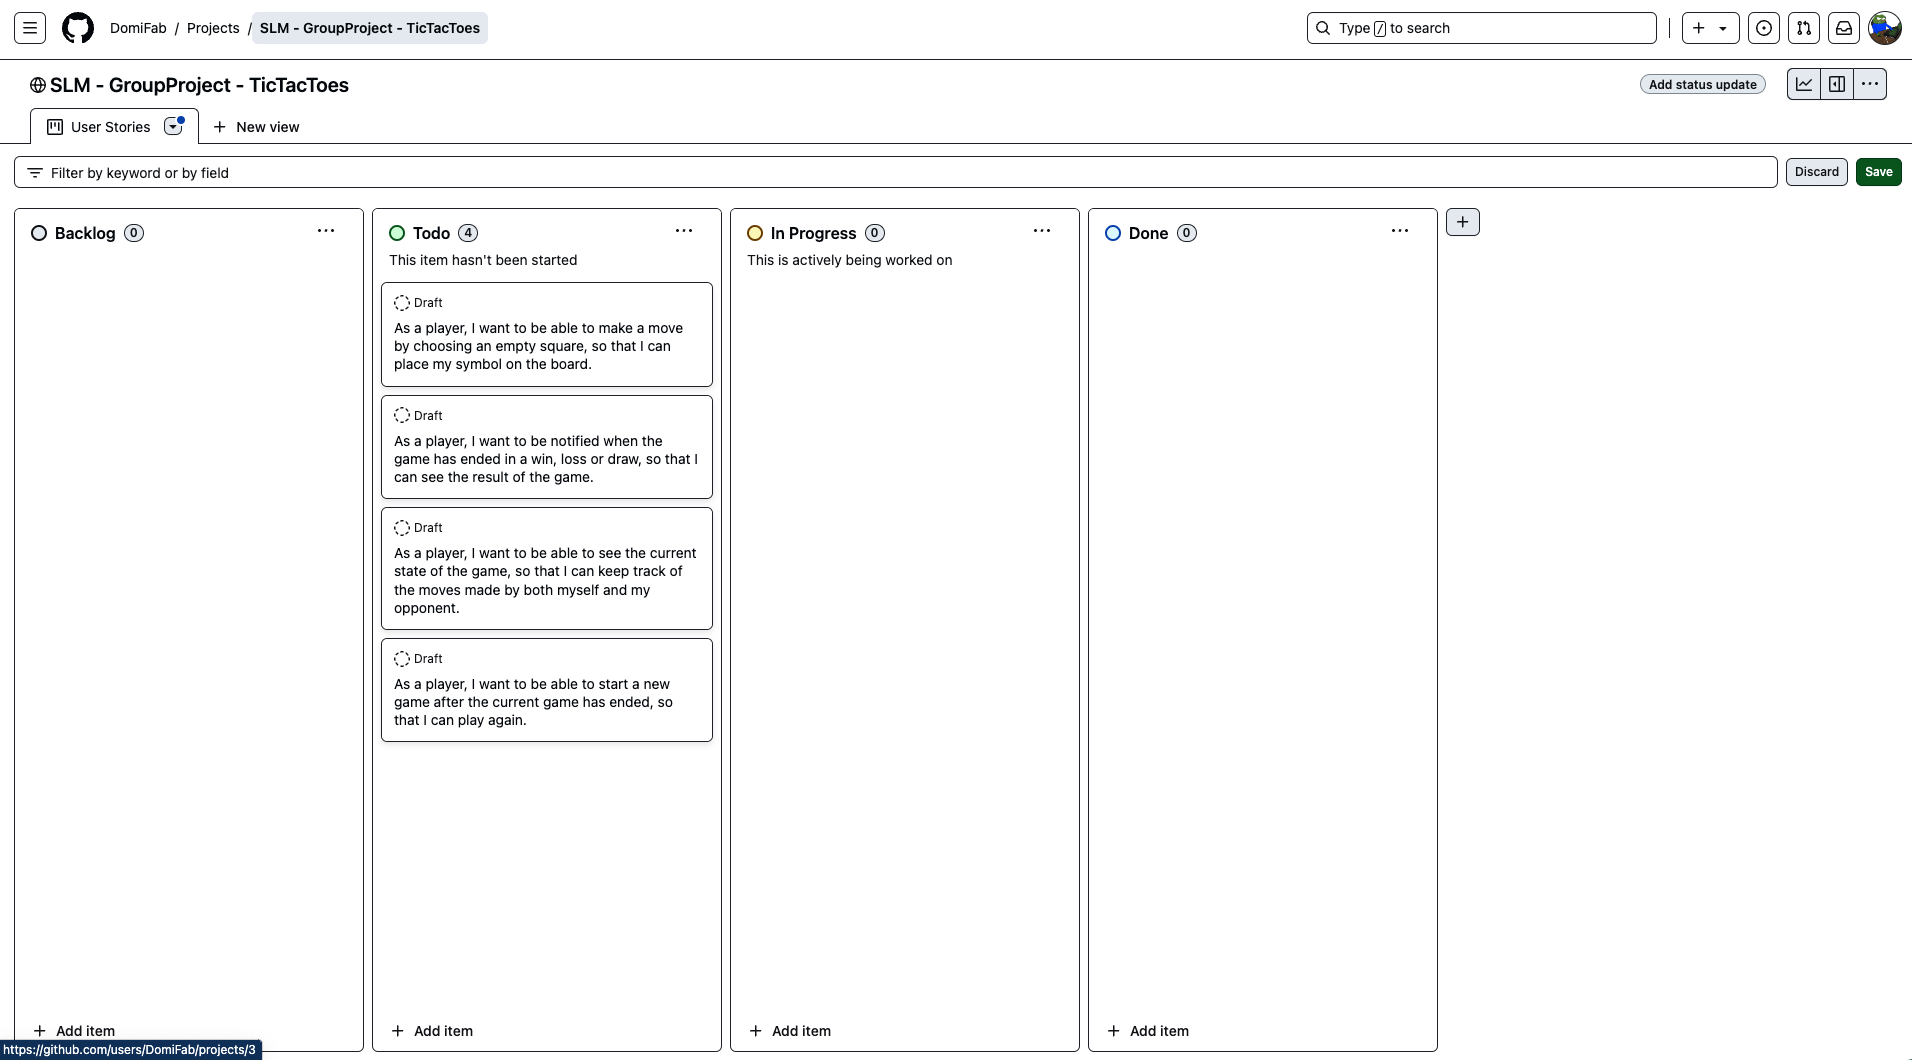 DomiFab / Projects / SLM - GroupProject - TicTacToes
Type / to search
SLM - GroupProject - TicTacToes
Add status update
User Stories
New view
Filter by keyword or by field
Discard
Save
Backlog 0
Todo 4
This item hasn't been started
Draft
As a player, I want to be able to make a move
by choosing an empty square, so that I can
place my symbol on the board.
Draft
As a player, I want to be notified when the
game has ended in a win, loss or draw, so that I
can see the result of the game.
Draft
As a player, I want to be able to see the current
state of the game, so that I can keep track of
the moves made by both myself and my
opponent.
Draft
As a player, I want to be able to start a new
game after the current game has ended, so
that I can play again.
In Progress 0
This is actively being worked on
Done 0
Add item
Add item
Add item
Add item
https://github.com/users/DomiFab/projects/3